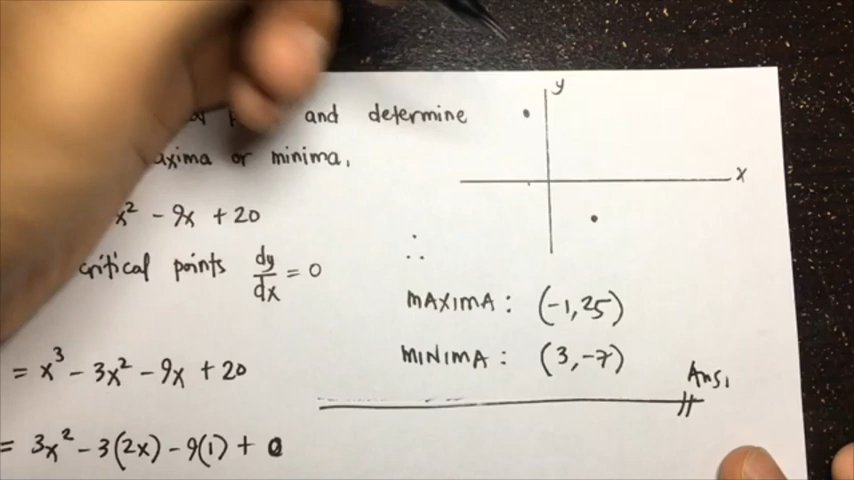 and determine
axima or minima.
x² - 9x + 20
critical points dy/dx = 0
= x³ - 3x² - 9x + 20
= 3x² - 3(2x) - 9(1) + 0
y
x
∴
MAXIMA : (-1, 25)
MINIMA : (3, -7)
Ans.